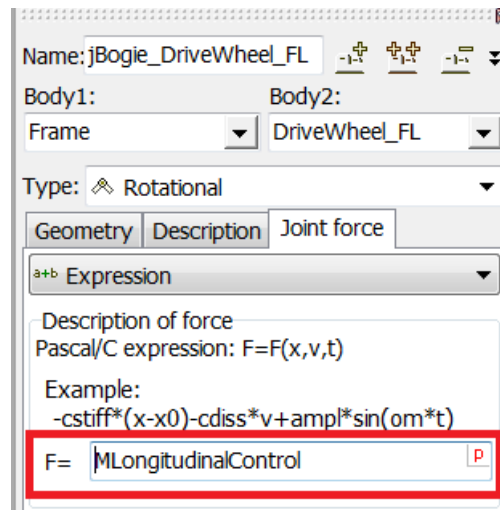 Name: jBogie_DriveWheel_FL
Body1: Body2:
Frame DriveWheel_FL
Type: Rotational
Geometry Description Joint force
a+b Expression
Description of force
Pascal/C expression: F=F(x,v,t)
Example:
-cstiff*(x-x0)-cdiss*v+ampl*sin(om*t)
F= MLongitudinalControl P